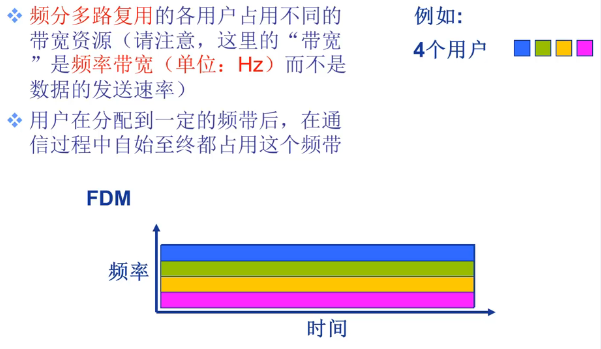 频分多路复用的各用户占用不同的
带宽资源（请注意，这里的“带宽
”是频率带宽（单位：Hz）而不是
数据的发送速率）
用户在分配到一定的频带后，在通
信过程中自始至终都占用这个频带
例如:
4个用户
FDM
频率
时间